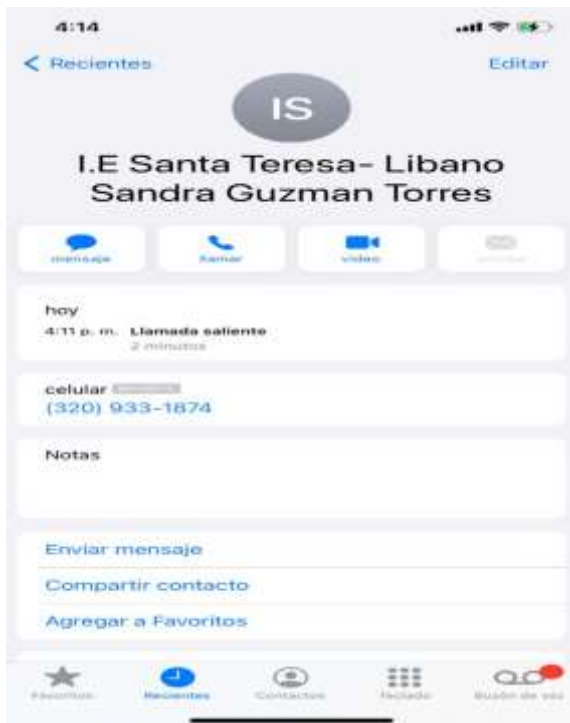 4:14
Recientes
Editar
IS
I.E Santa Teresa- Libano
Sandra Guzman Torres
mensaje
llamar
video
hoy
4:11 p. m. Llamada saliente
2 minutos
celular
(320) 933-1874
Notas
Enviar mensaje
Compartir contacto
Agregar a Favoritos
Favoritos
Recientes
Contactos
Teclado
Buzón de voz